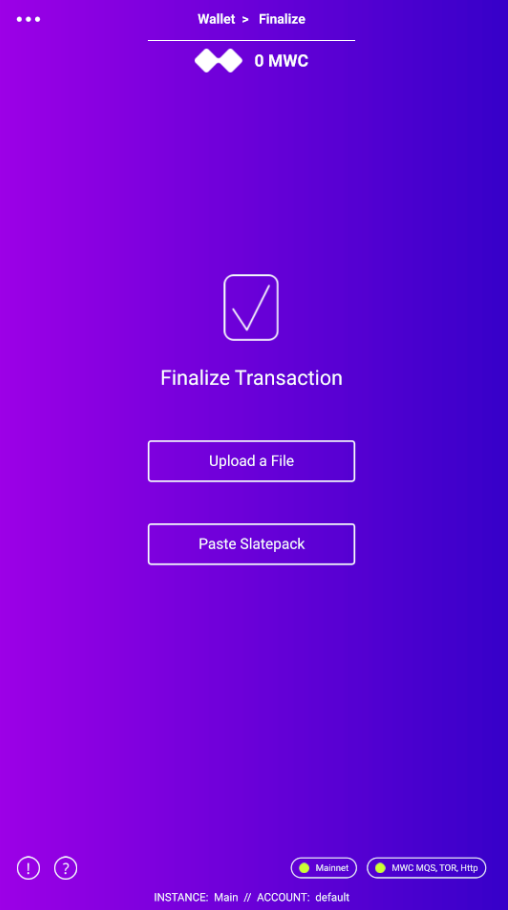 Wallet > Finalize
0 MWC
Finalize Transaction
Upload a File
Paste Slatepack
! ? Mainnet MWC MQS, TOR, Http
INSTANCE: Main // ACCOUNT: default